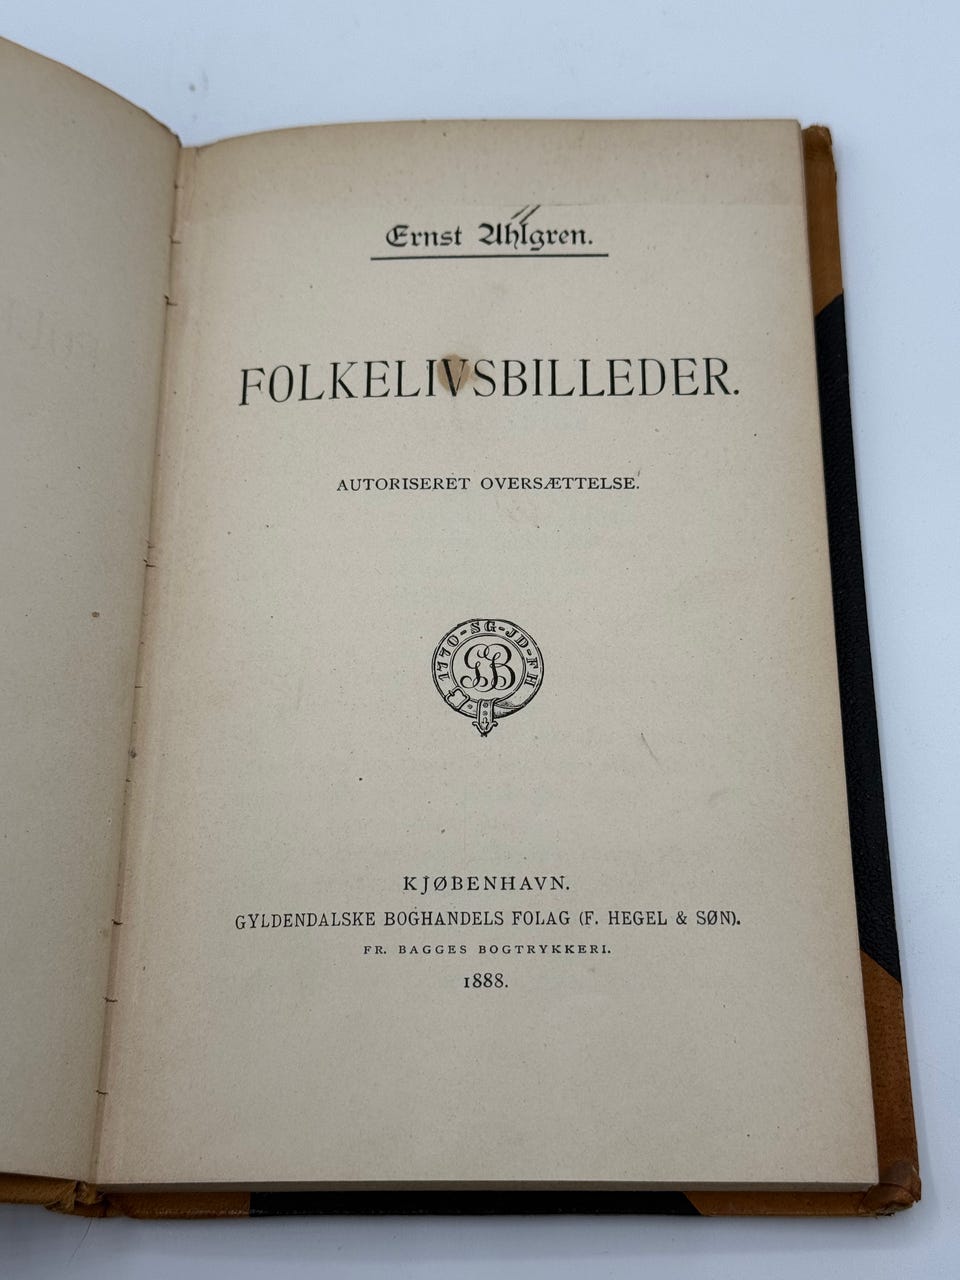 Ernst Ahlgren.
FOLKELIVSBILLEDER.
AUTORISERET OVERSÆTTELSE.
1770-SG-JD-FH
GB
KJØBENHAVN.
GYLDENDALSKE BOGHANDELS FOLAG (F. HEGEL & SØN).
FR. BAGGES BOGTRYKKERI.
1888.